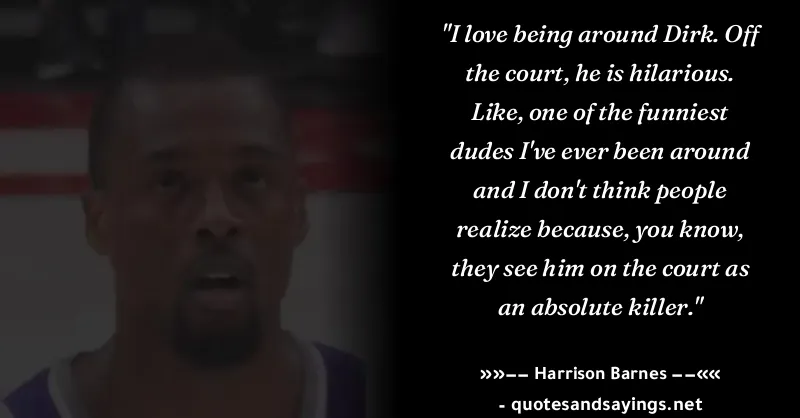 "I love being around Dirk. Off
the court, he is hilarious.
Like, one of the funniest
dudes I've ever been around
and I don't think people
realize because, you know,
they see him on the court as
an absolute killer."
»»–– Harrison Barnes ––««
- quotesandsayings.net